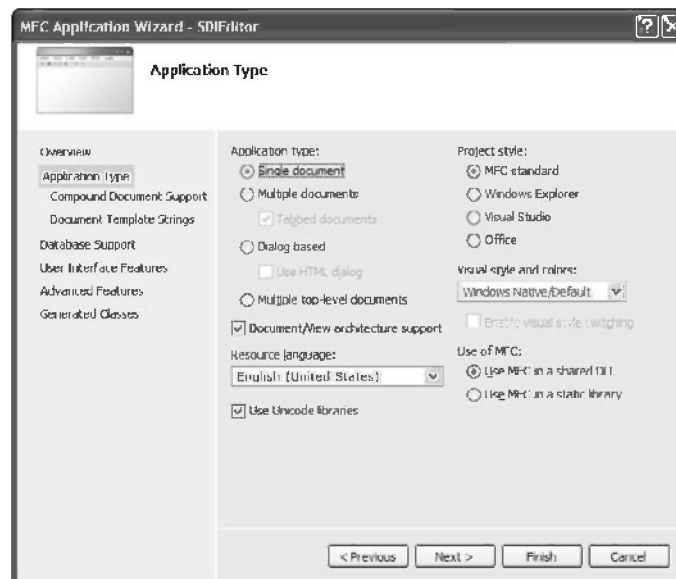 MFC Application Wizard - SDIEditor
Application Type
Overview
Application Type
Compound Document Support
Document Template Strings
Database Support
User Interface Features
Advanced Features
Generated Classes
Application type:
Single document
Multiple documents
Tabbed documents
Dialog based
Use HTML dialog
Multiple top-level documents
Document/View architecture support
Resource language:
English (United States)
Use Unicode libraries
Project style:
MFC standard
Windows Explorer
Visual Studio
Office
Visual style and colors:
Windows Native/Default
Enable visual style switching
Use of MFC:
Use MFC in a shared DLL
Use MFC in a static library
< Previous
Next >
Finish
Cancel